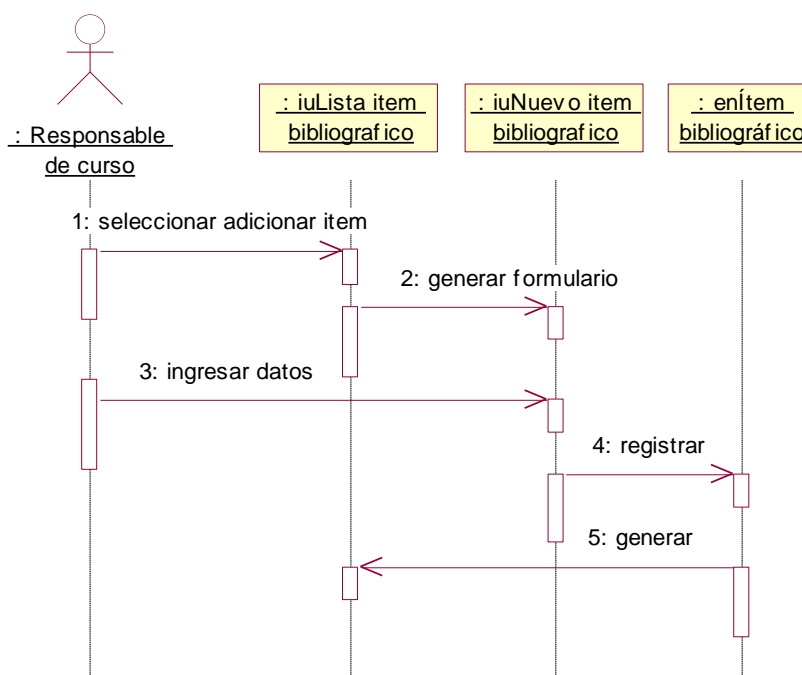 : Responsable
de curso
: iuLista item
bibliografico
: iuNuevo item
bibliografico
: enÍtem
bibliográfico
1: seleccionar adicionar item
2: generar formulario
3: ingresar datos
4: registrar
5: generar